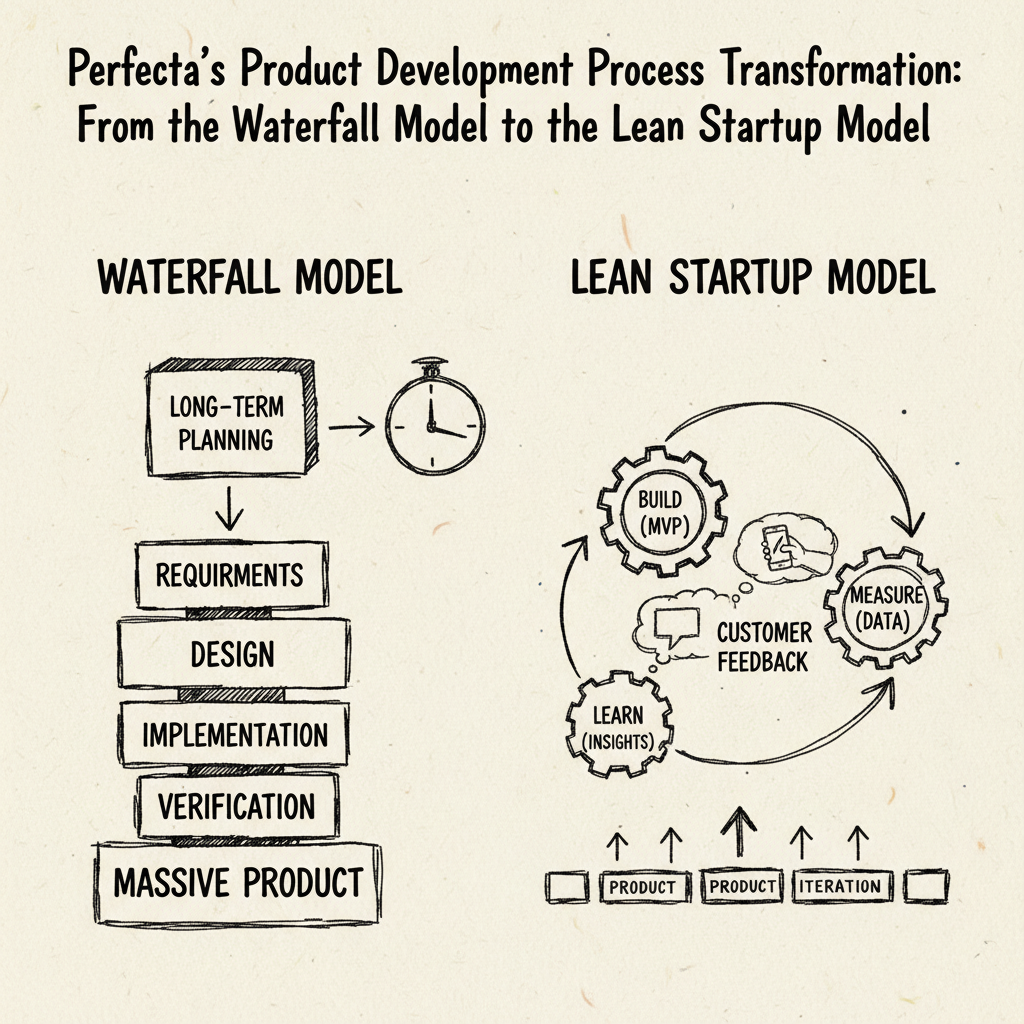 Perfecta's Product Development Process Transformation:
From the Waterfall Model to the Lean Startup Model
WATERFALL MODEL
LONG-TERM
PLANNING
REQUIRMENTS
DESIGN
IMPLEMENTATION
VERIFICATION
MASSIVE PRODUCT
LEAN STARTUP MODEL
BUILD
(MVP)
MEASURE
(DATA)
CUSTOMER
FEEDBACK
LEARN
(INSIGHTS)
PRODUCT
PRODUCT
ITERATION